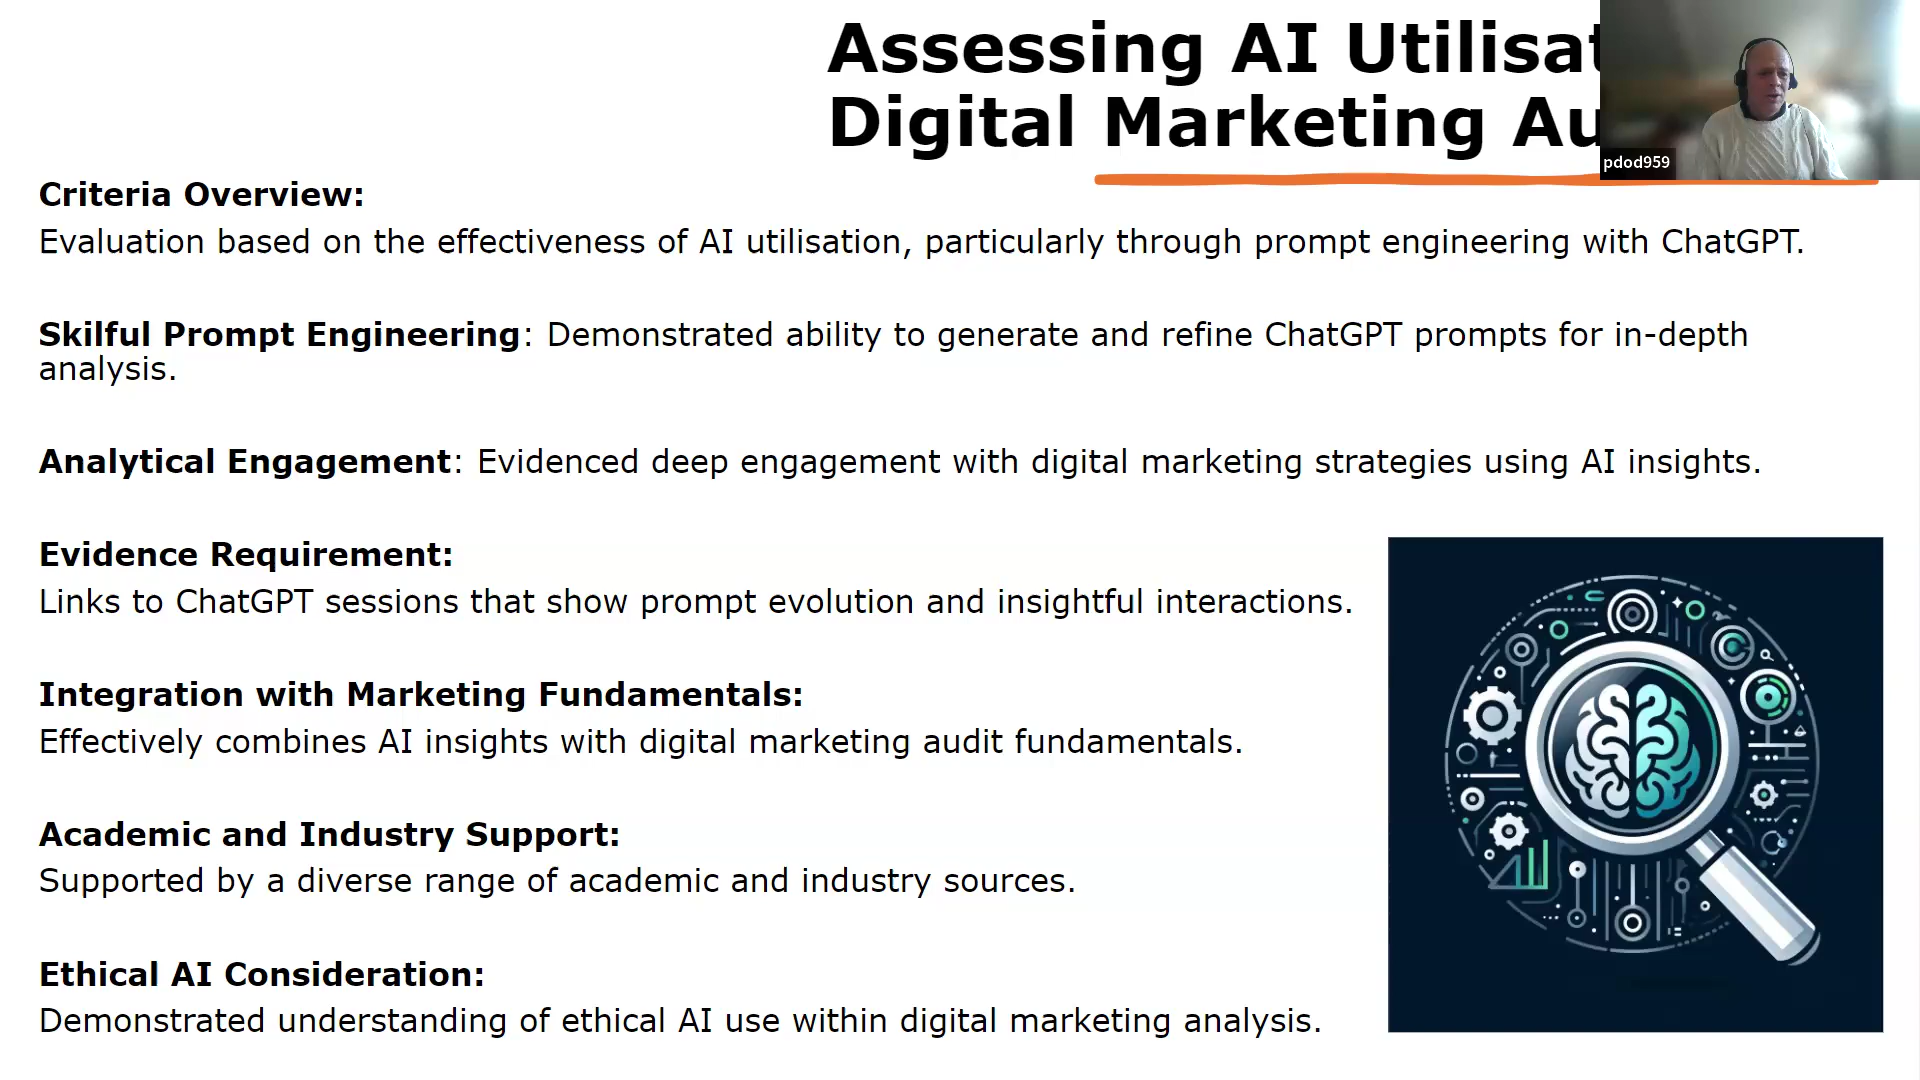 Assessing AI Utilisat
Digital Marketing Au
pdod959
Criteria Overview:
Evaluation based on the effectiveness of AI utilisation, particularly through prompt engineering with ChatGPT.
Skilful Prompt Engineering: Demonstrated ability to generate and refine ChatGPT prompts for in-depth
analysis.
Analytical Engagement: Evidenced deep engagement with digital marketing strategies using AI insights.
Evidence Requirement:
Links to ChatGPT sessions that show prompt evolution and insightful interactions.
Integration with Marketing Fundamentals:
Effectively combines AI insights with digital marketing audit fundamentals.
Academic and Industry Support:
Supported by a diverse range of academic and industry sources.
Ethical AI Consideration:
Demonstrated understanding of ethical AI use within digital marketing analysis.